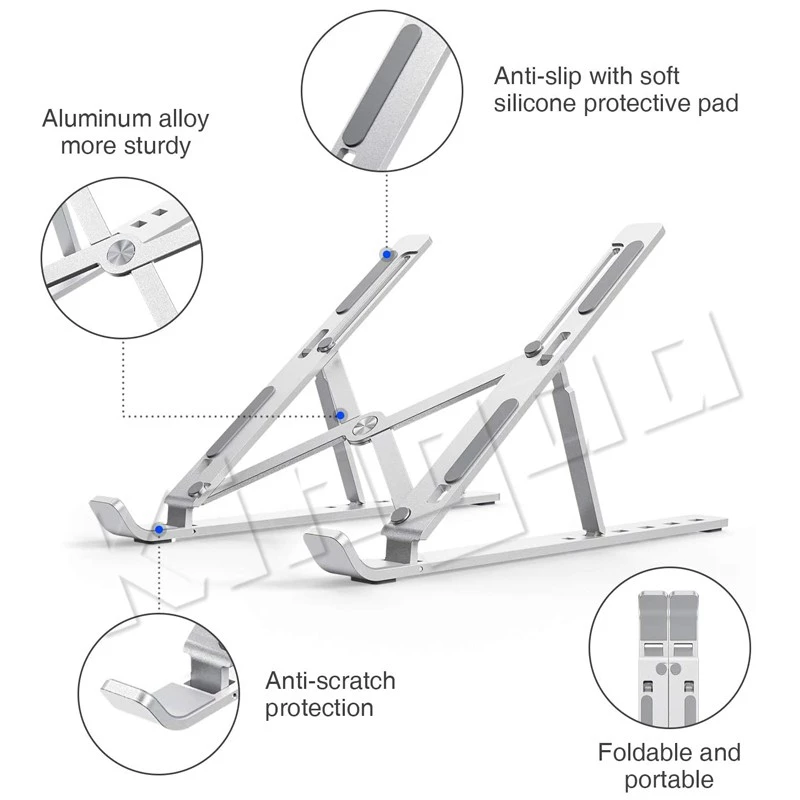 Anti-slip with soft
silicone protective pad
Aluminum alloy
more sturdy
Anti-scratch
protection
Foldable and
portable